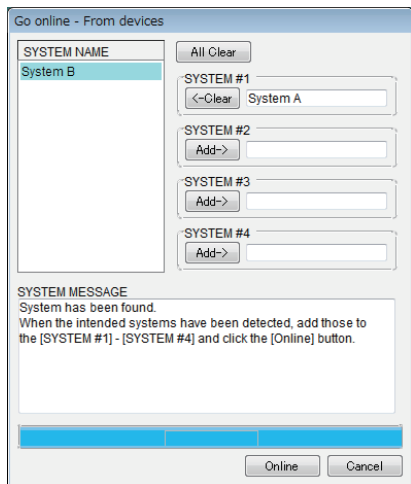 Go online - From devices
SYSTEM NAME
System B
All Clear
SYSTEM #1
<-Clear System A
SYSTEM #2
Add->
SYSTEM #3
Add->
SYSTEM #4
Add->
SYSTEM MESSAGE
System has been found.
When the intended systems have been detected, add those to
the [SYSTEM #1] - [SYSTEM #4] and click the [Online] button.
Online Cancel